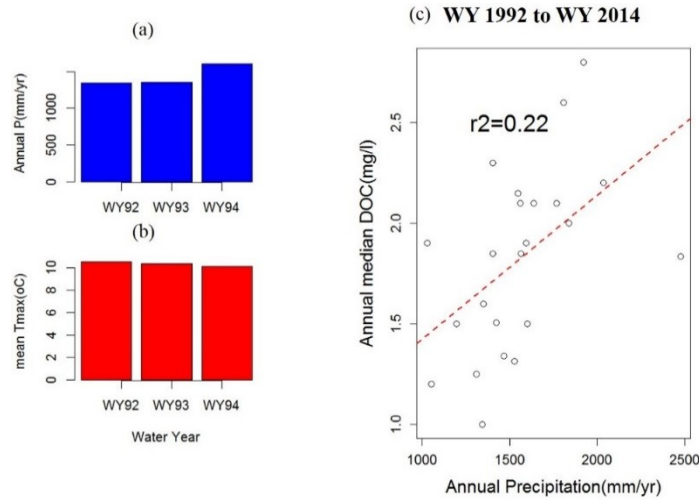 (a)
Annual P(mm/yr)
0
500
1000
WY92
WY93
WY94
(b)
mean Tmax(oC)
0
2
4
6
8
10
WY92
WY93
WY94
Water Year
(c) WY 1992 to WY 2014
r2=0.22
Annual median DOC(mg/l)
1.0
1.5
2.0
2.5
1000
1500
2000
2500
Annual Precipitation(mm/yr)